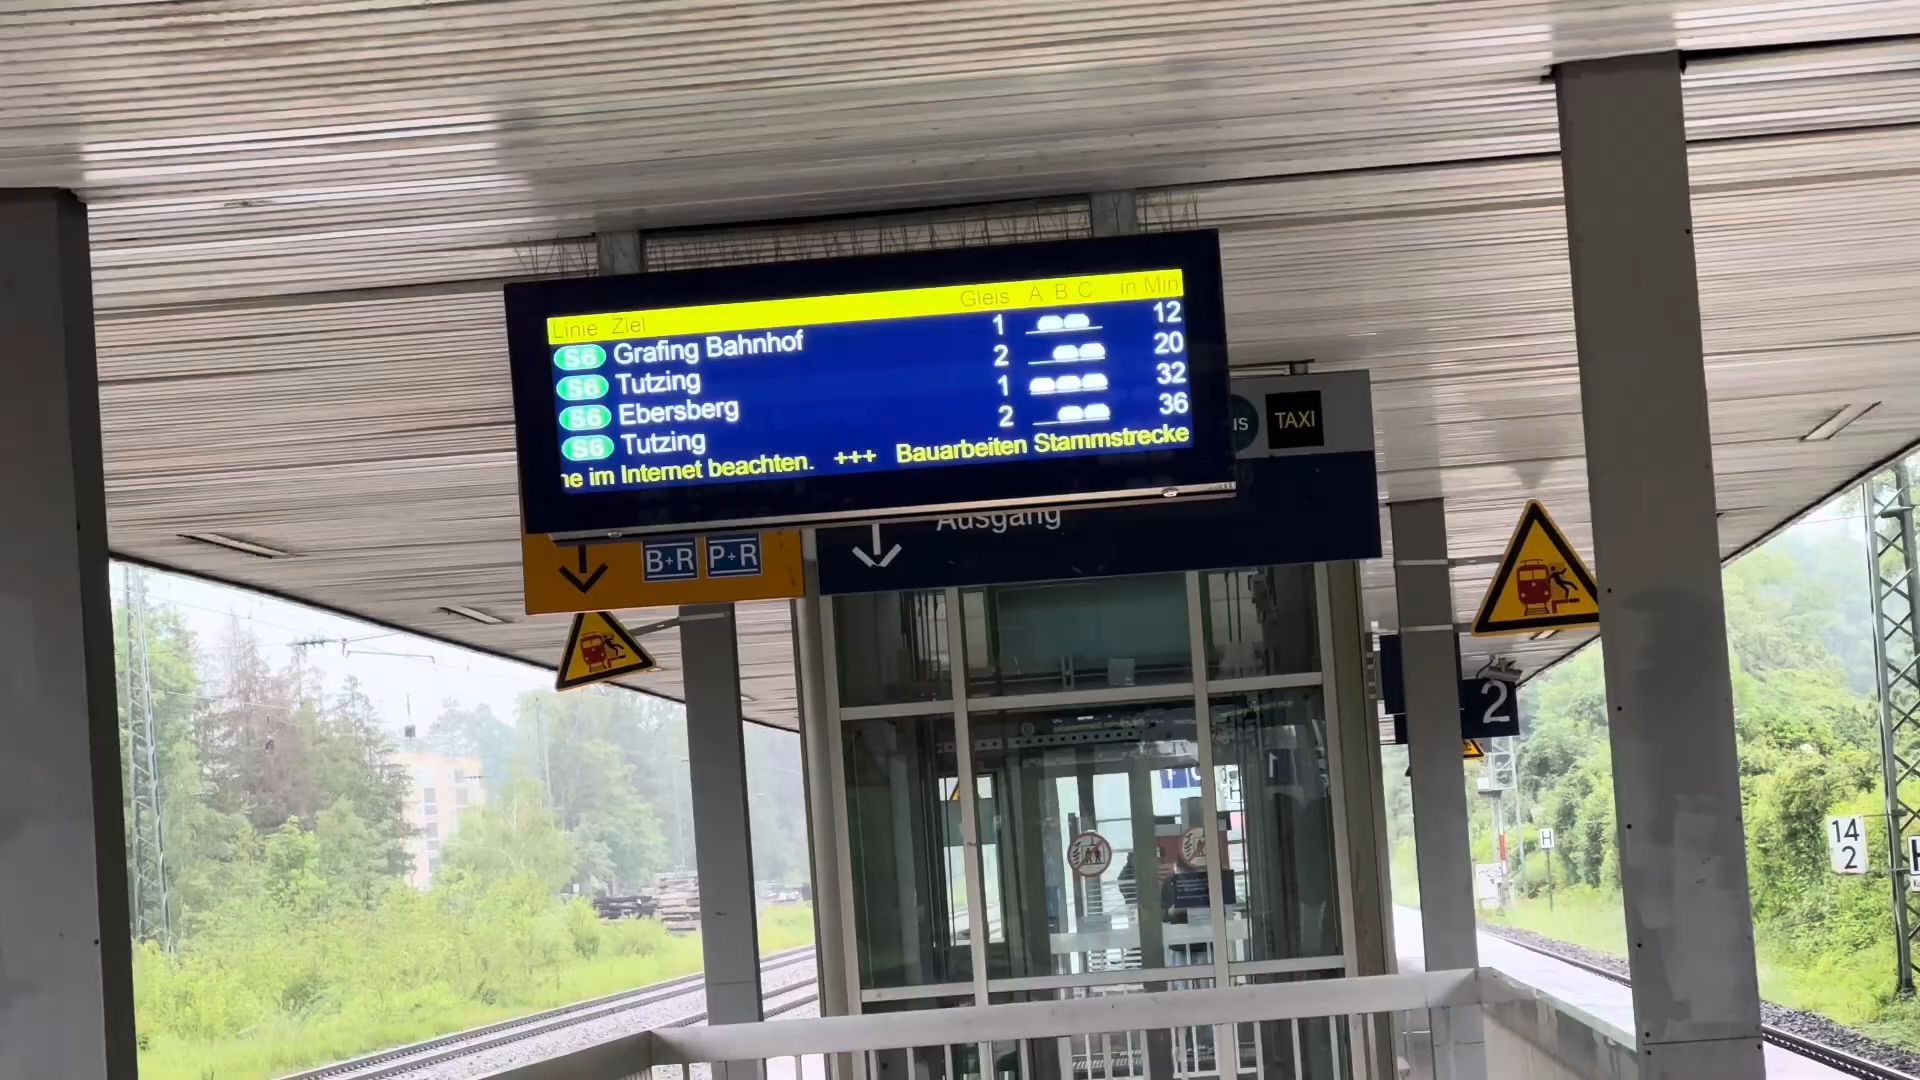 Linie Ziel Gleis A B C in Min
S6 Grafing Bahnhof 1 12
S6 Tutzing 2 20
S6 Ebersberg 1 32
S6 Tutzing 2 36
im Internet beachten. +++ Bauarbeiten Stammstrecke
TAXI
B+R P+R
Ausgang
2
1
H
14
2
H